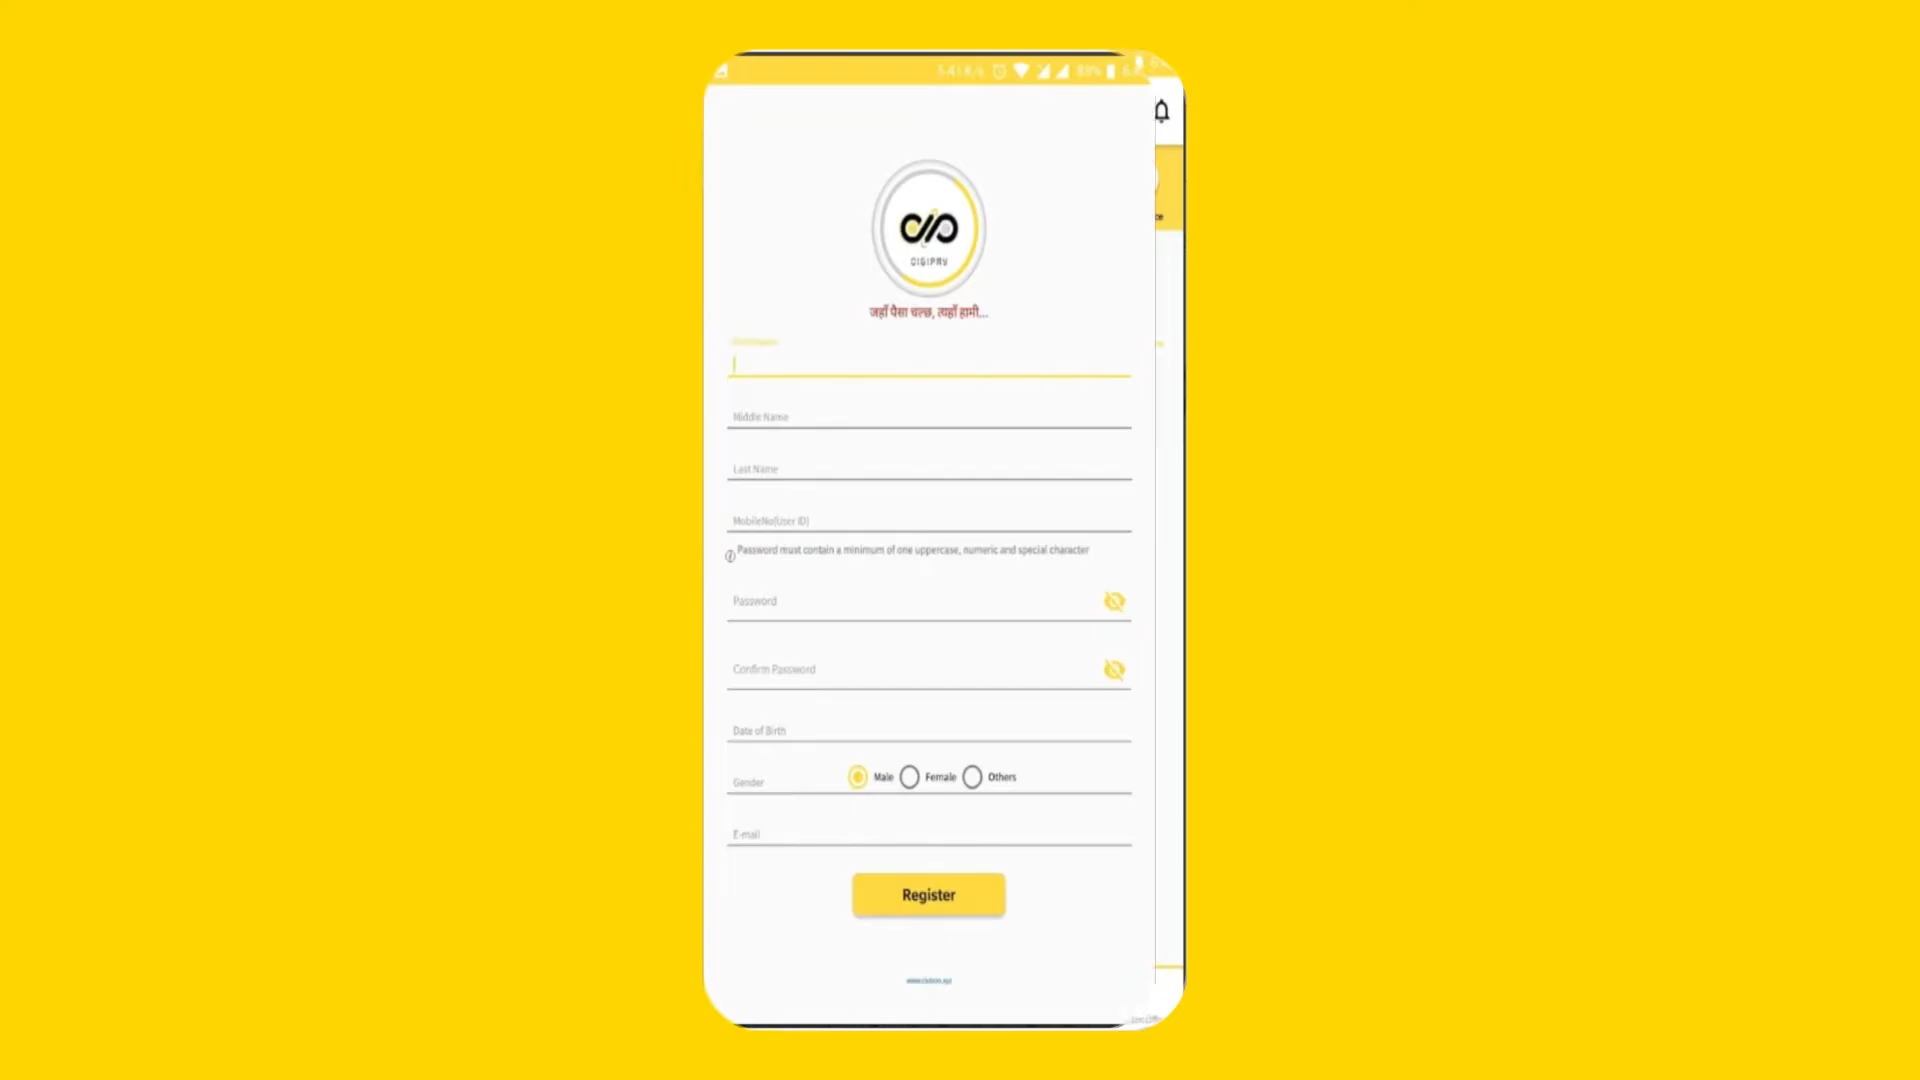 88%
DIGIPAY
जहाँ पैसा चल्छ, त्यहाँ हामी...
Middle Name
Last Name
MobileNo(User ID)
Password must contain a minimum of one uppercase, numeric and special character
Password
Confirm Password
Date of Birth
Gender
Male
Female
Others
E-mail
Register